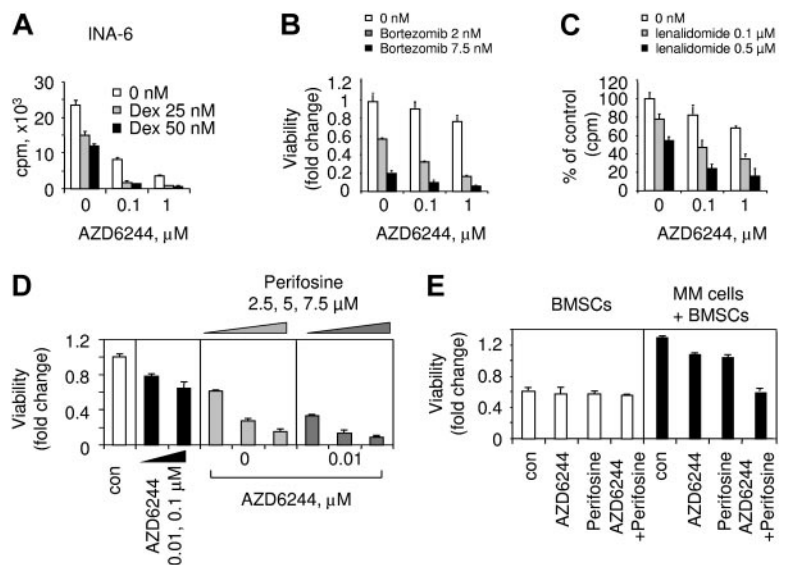 A
INA-6
0 nM
Dex 25 nM
Dex 50 nM
cpm, x10³
30
20
10
0
0 0.1 1
AZD6244, μM
B
0 nM
Bortezomib 2 nM
Bortezomib 7.5 nM
Viability
(fold change)
1.2
1
0.8
0.6
0.4
0.2
0
0 0.1 1
AZD6244, μM
C
0 nM
lenalidomide 0.1 μM
lenalidomide 0.5 μM
% of control
(cpm)
120
100
80
60
40
20
0
0 0.1 1
AZD6244, μM
D
Perifosine
2.5, 5, 7.5 μM
Viability
(fold change)
1.2
0.8
0.4
0
con
AZD6244
0.01, 0.1 μM
0 0.01
AZD6244, μM
E
BMSCs
MM cells
+ BMSCs
Viability
(fold change)
1.2
0.8
0.4
0
con
AZD6244
Perifosine
AZD6244
+Perifosine
con
AZD6244
Perifosine
AZD6244
+Perifosine